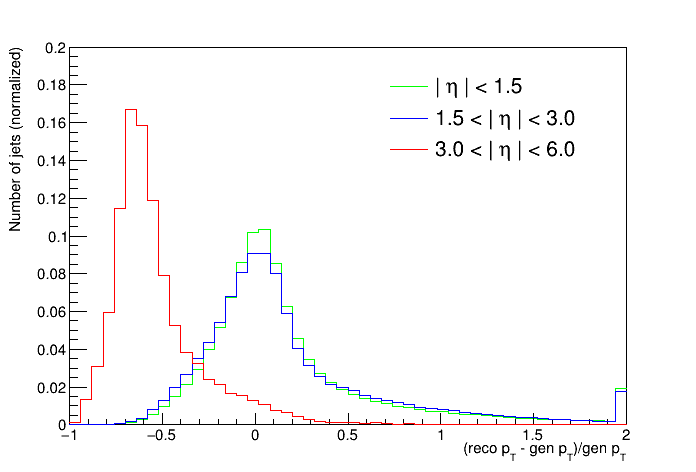 Number of jets (normalized)
0.2
0.18
0.16
0.14
0.12
0.1
0.08
0.06
0.04
0.02
0
| η | < 1.5
1.5 < | η | < 3.0
3.0 < | η | < 6.0
−1 −0.5 0 0.5 1 1.5 2
(reco p_T - gen p_T)/gen p_T